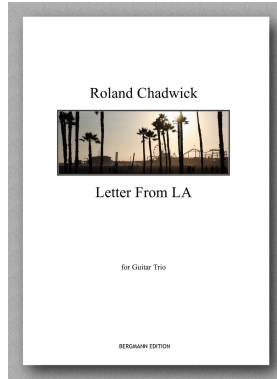 Roland Chadwick
Letter From LA
for Guitar Trio
BERGMANN EDITION